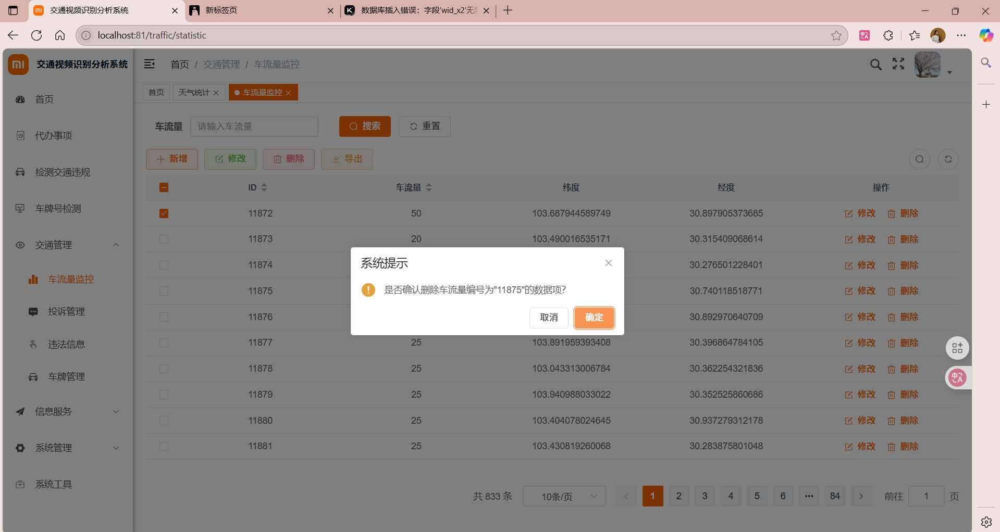 交通视频识别分析系统
新标签页
数据库插入错误：字段'wid_x2'无
localhost:81/traffic/statistic
交通视频识别分析系统
首页 / 交通管理 / 车流量监控
首页
天气统计
车流量监控
首页
代办事项
检测交通违规
车牌号检测
交通管理
车流量监控
投诉管理
违法信息
车牌管理
信息服务
系统管理
系统工具
车流量 请输入车流量 搜索 重置
新增 修改 删除 导出
ID 车流量 纬度 经度 操作
11872 50 103.687944589749 30.897905373685 修改 删除
11873 20 103.490016535171 30.315409068614 修改 删除
11874 30.276501228401 修改 删除
11875 30.740118518771 修改 删除
11876 30.892970640709 修改 删除
11877 25 103.891959393408 30.396864784105 修改 删除
11878 25 103.043313006784 30.362254321836 修改 删除
11879 25 103.940988033022 30.352525860686 修改 删除
11880 25 103.404078024645 30.937279312178 修改 删除
11881 25 103.430819260068 30.283875801048 修改 删除
系统提示
是否确认删除车流量编号为"11875"的数据项?
取消 确定
共 833 条 10条/页 1 2 3 4 5 6 ••• 84 前往 1 页